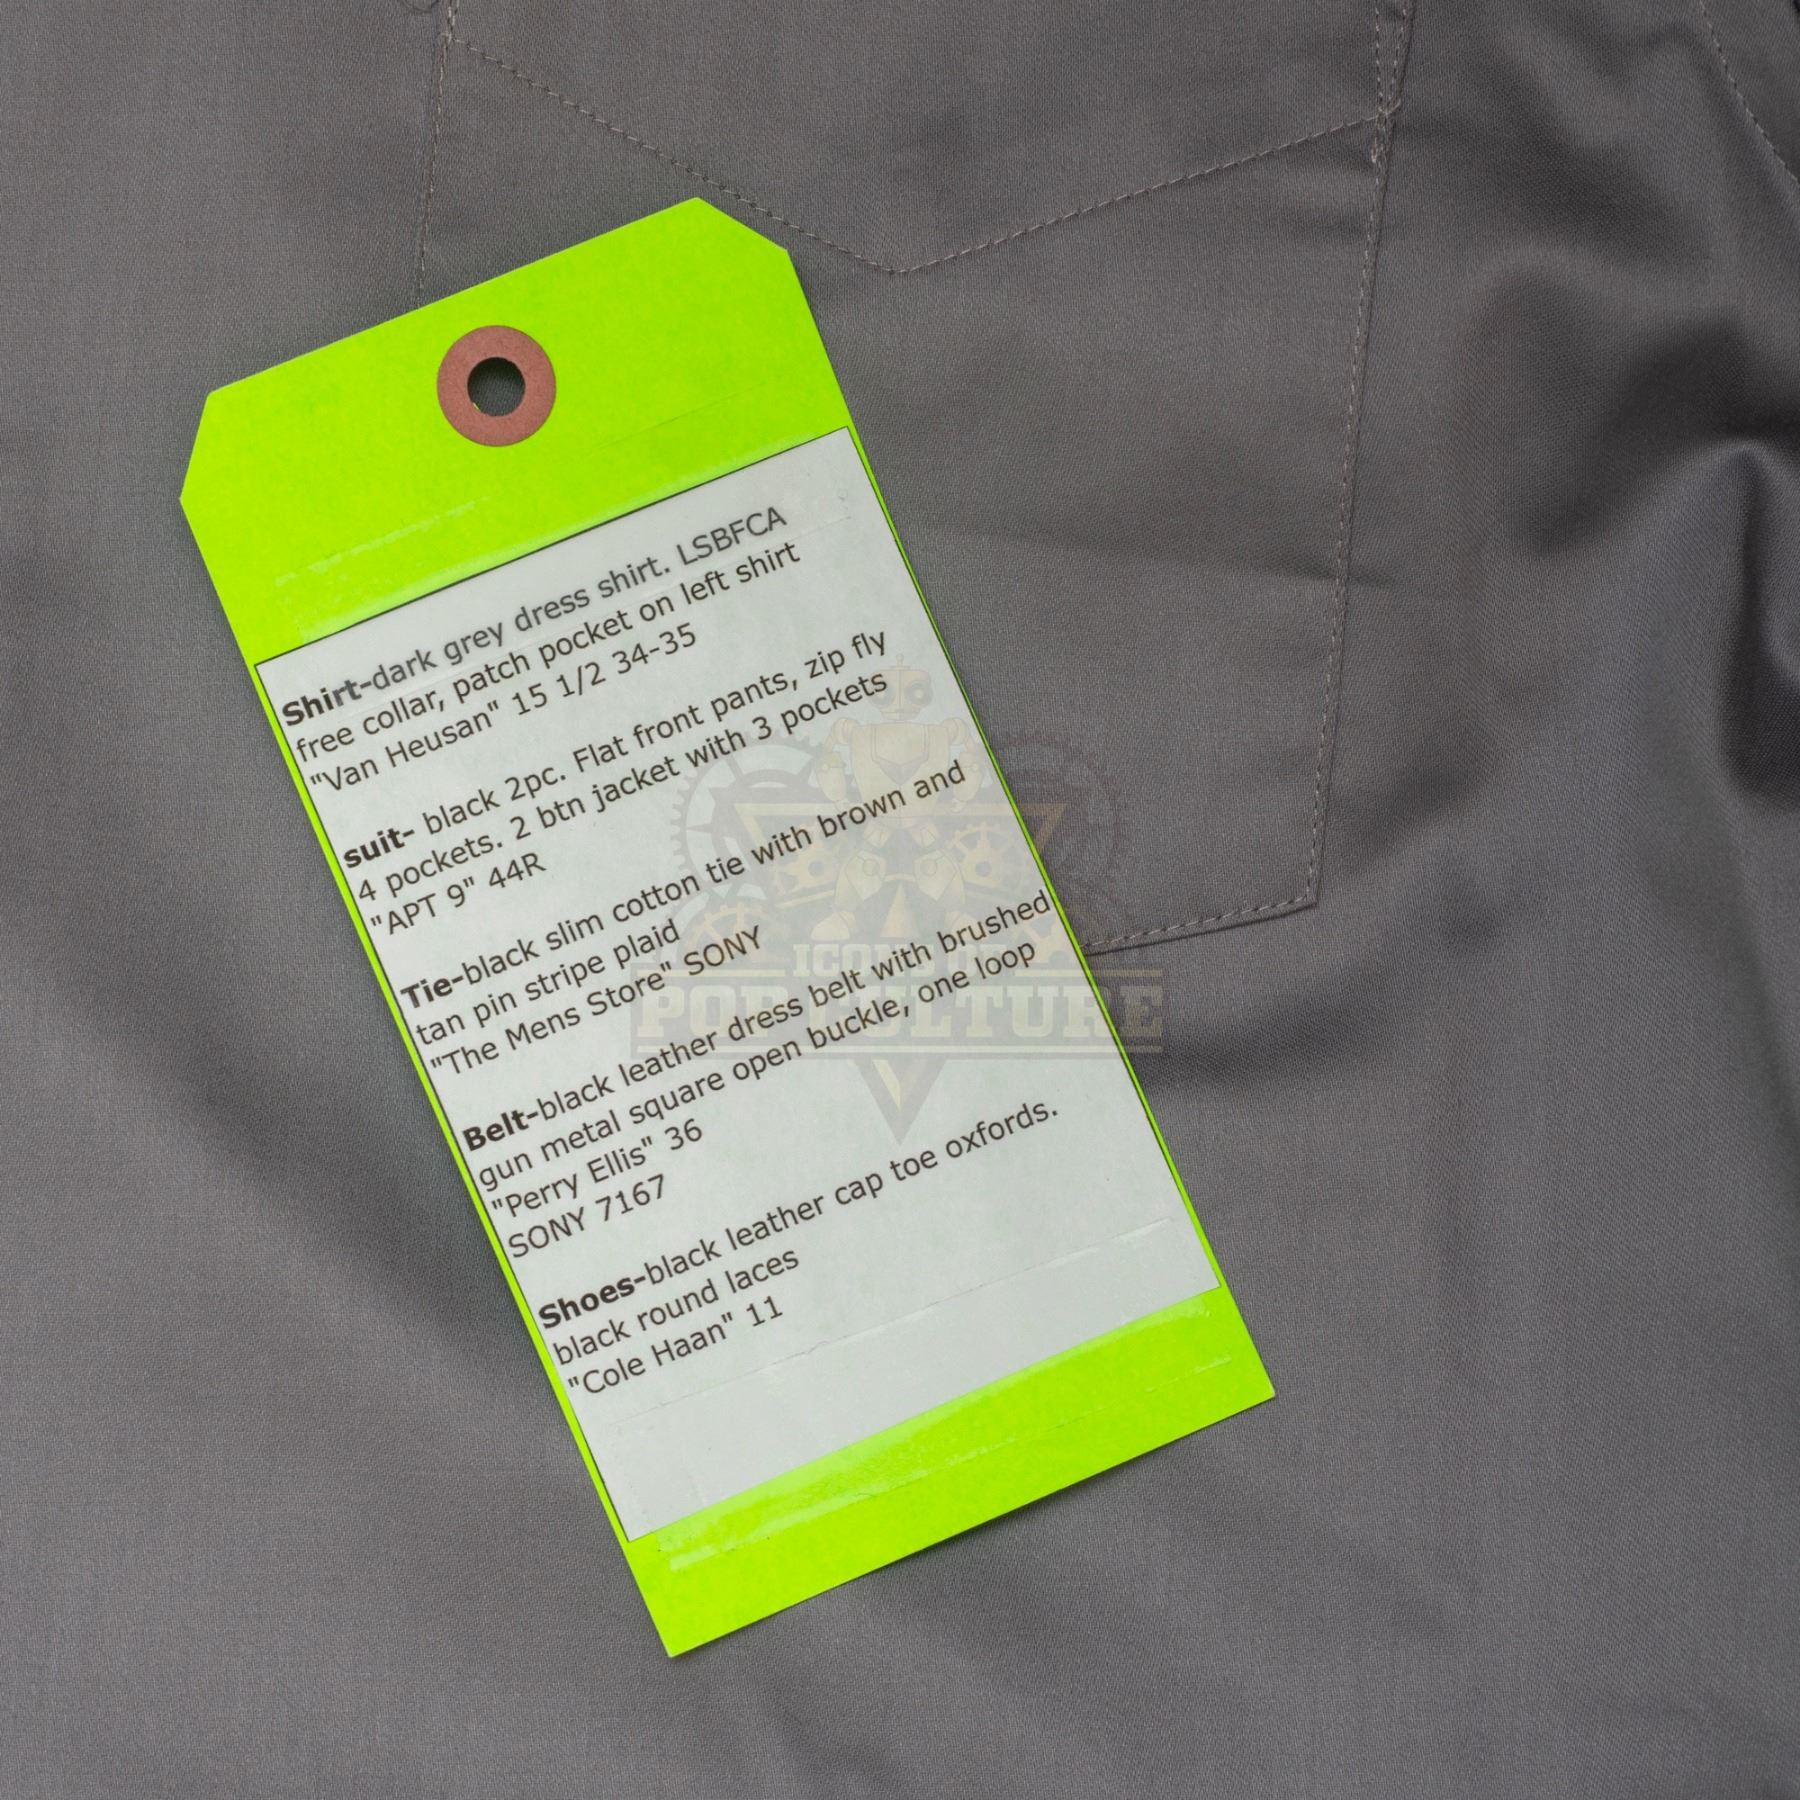 Shirt-dark grey dress shirt. LSBFCA
free collar, patch pocket on left shirt
"Van Heusan" 15 1/2 34-35
suit- black 2pc. Flat front pants, zip fly
4 pockets. 2 btn jacket with 3 pockets
"APT 9" 44R
Tie-black slim cotton tie with brown and
tan pin stripe plaid
"The Mens Store" SONY
Belt-black leather dress belt with brushed
gun metal square open buckle, one loop
"Perry Ellis" 36
SONY 7167
Shoes-black leather cap toe oxfords.
black round laces
"Cole Haan" 11
ICONS OF
POP CULTURE